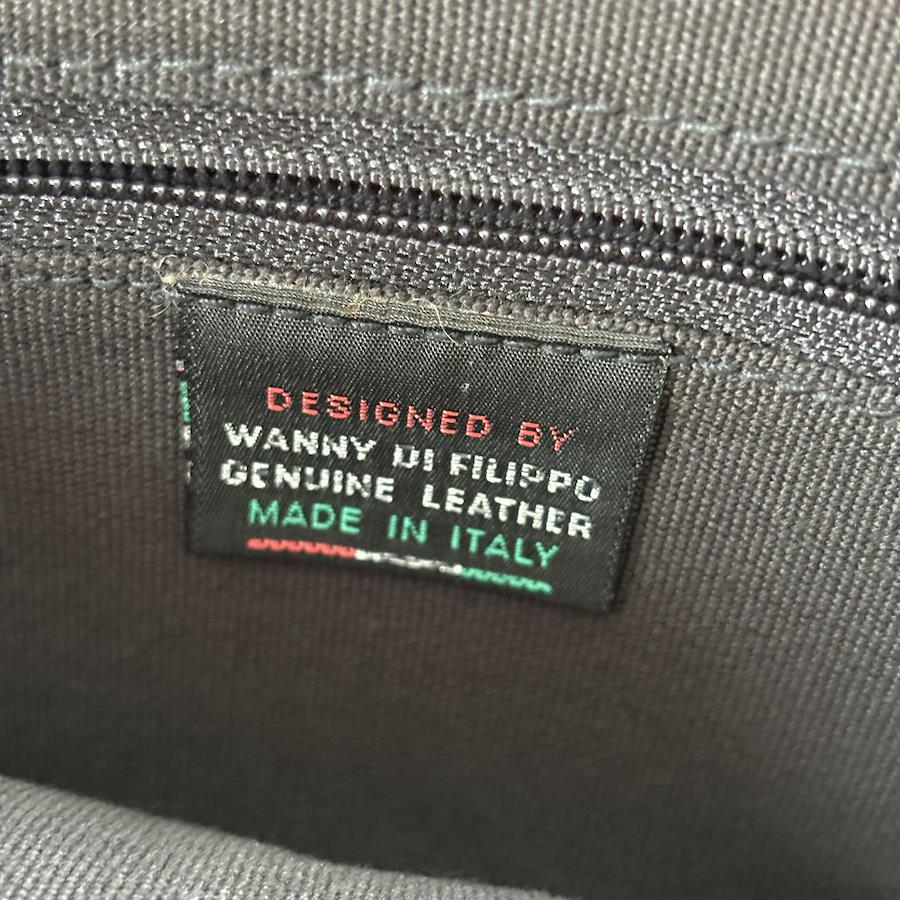 DESIGNED BY
WANNY DI FILIPPO
GENUINE LEATHER
MADE IN ITALY